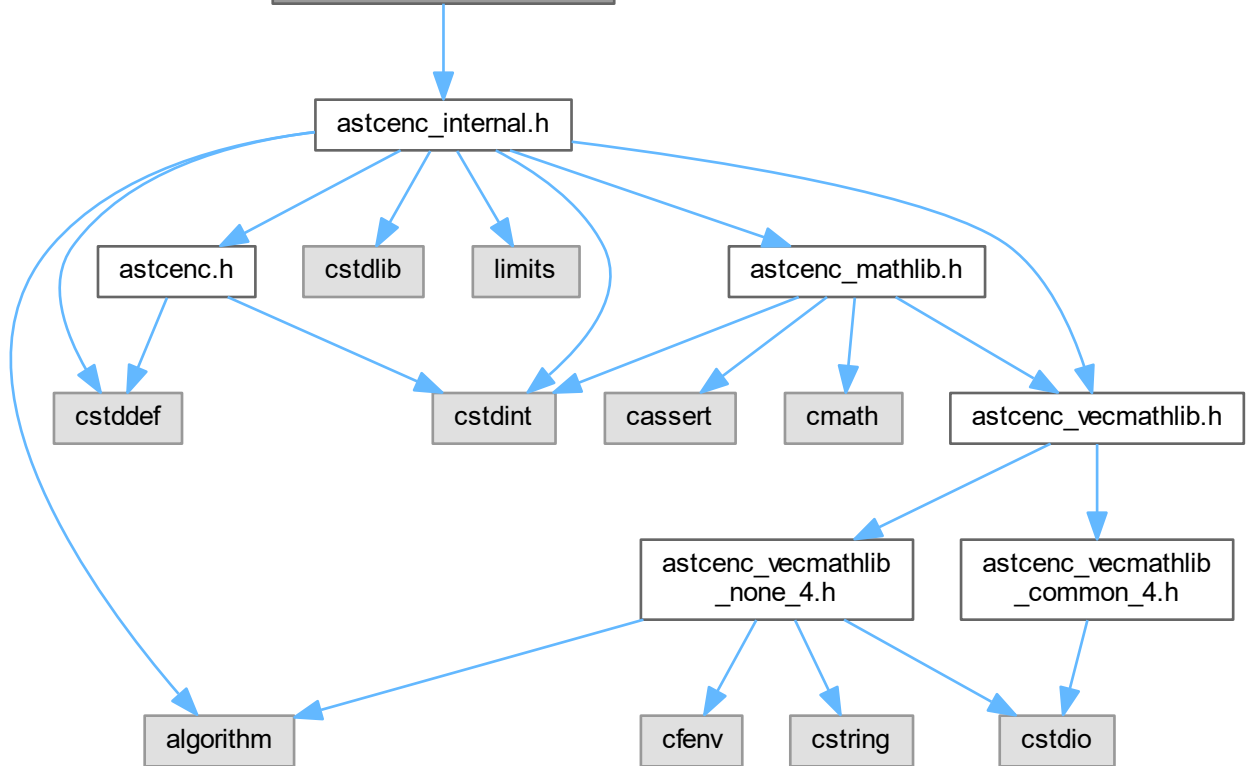 astcenc_internal.h
astcenc.h
cstdlib
limits
astcenc_mathlib.h
cstddef
cstdint
cassert
cmath
astcenc_vecmathlib.h
astcenc_vecmathlib
_none_4.h
astcenc_vecmathlib
_common_4.h
algorithm
cfenv
cstring
cstdio